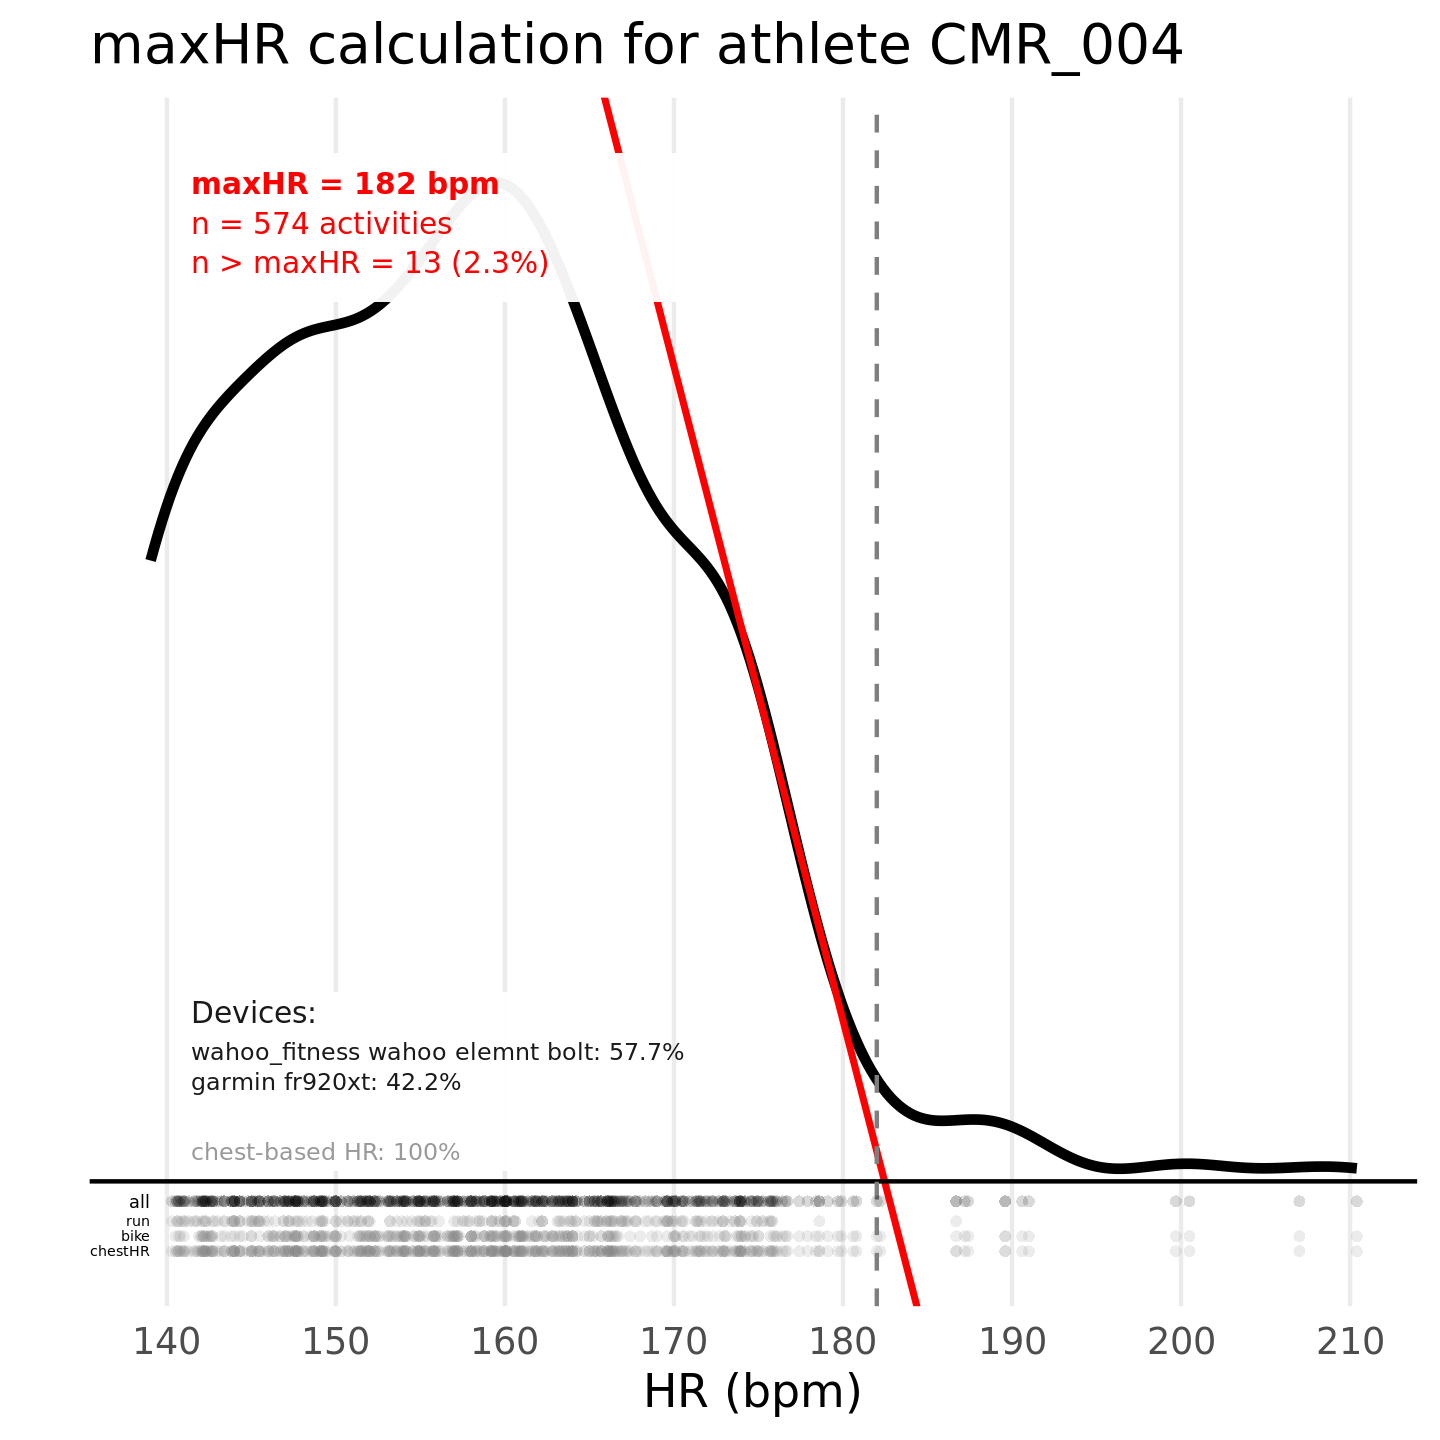 maxHR calculation for athlete CMR_004
maxHR = 182 bpm
n = 574 activities
n > maxHR = 13 (2.3%)
Devices:
wahoo_fitness wahoo elemnt bolt: 57.7%
garmin fr920xt: 42.2%
chest-based HR: 100%
all
run
bike
chestHR
140 150 160 170 180 190 200 210
HR (bpm)